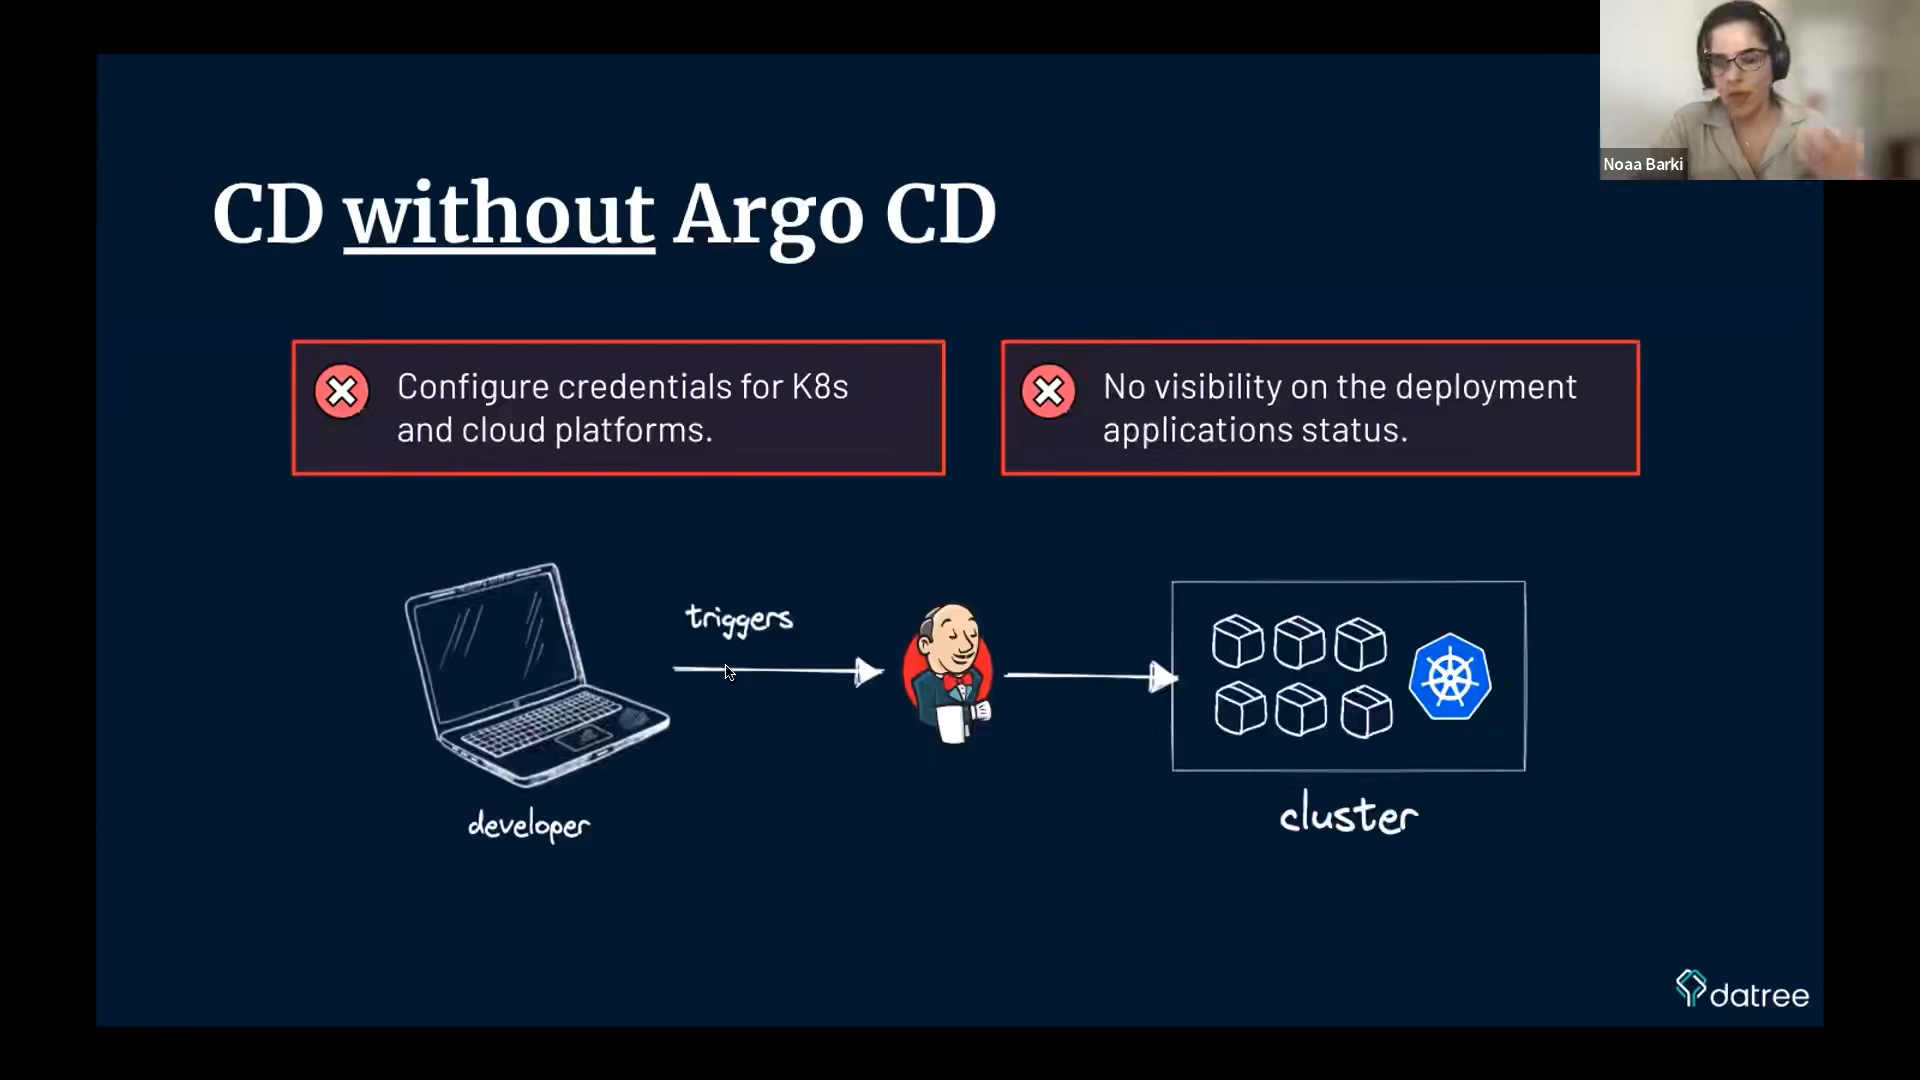 Noaa Barki
CD without Argo CD
Configure credentials for K8s
and cloud platforms.
No visibility on the deployment
applications status.
triggers
developer
cluster
datree